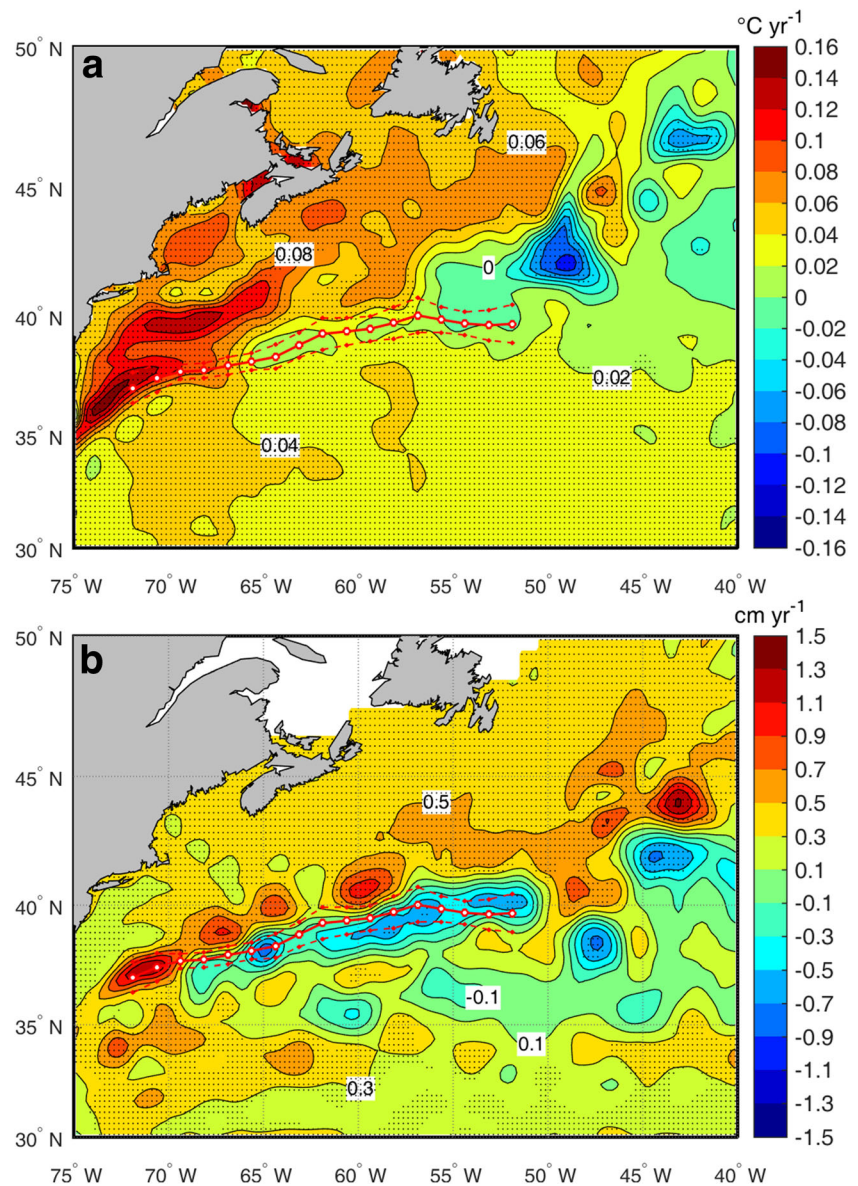 °C yr-1
a
50° N
45° N
40° N
35° N
30° N
75° W 70° W 65° W 60° W 55° W 50° W 45° W 40° W
0.06
0.08
0
0.02
0.04
0.16
0.14
0.12
0.1
0.08
0.06
0.04
0.02
0
-0.02
-0.04
-0.06
-0.08
-0.1
-0.12
-0.14
-0.16
cm yr-1
b
50° N
45° N
40° N
35° N
30° N
75° W 70° W 65° W 60° W 55° W 50° W 45° W 40° W
0.5
-0.1
0.1
0.3
1.5
1.3
1.1
0.9
0.7
0.5
0.3
0.1
-0.1
-0.3
-0.5
-0.7
-0.9
-1.1
-1.3
-1.5